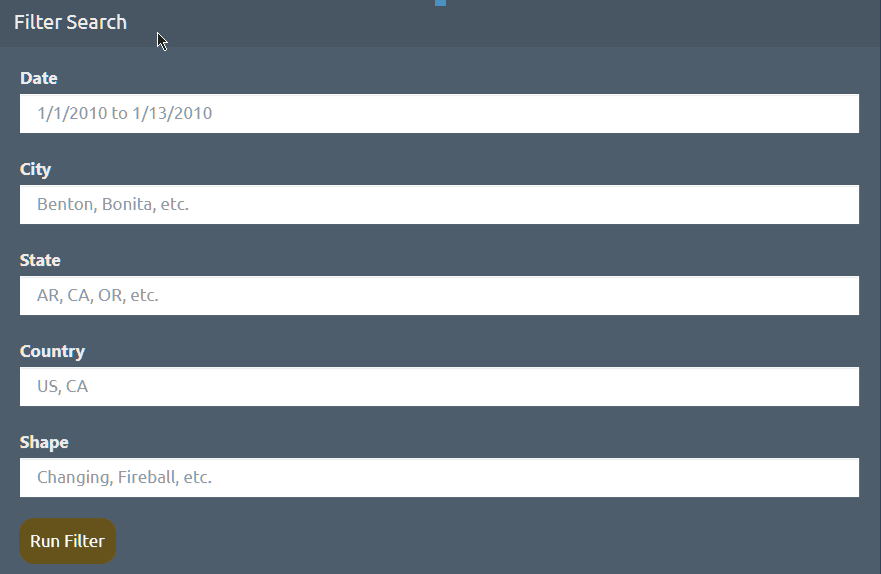 Filter Search
Date
1/1/2010 to 1/13/2010
City
Benton, Bonita, etc.
State
AR, CA, OR, etc.
Country
US, CA
Shape
Changing, Fireball, etc.
Run Filter